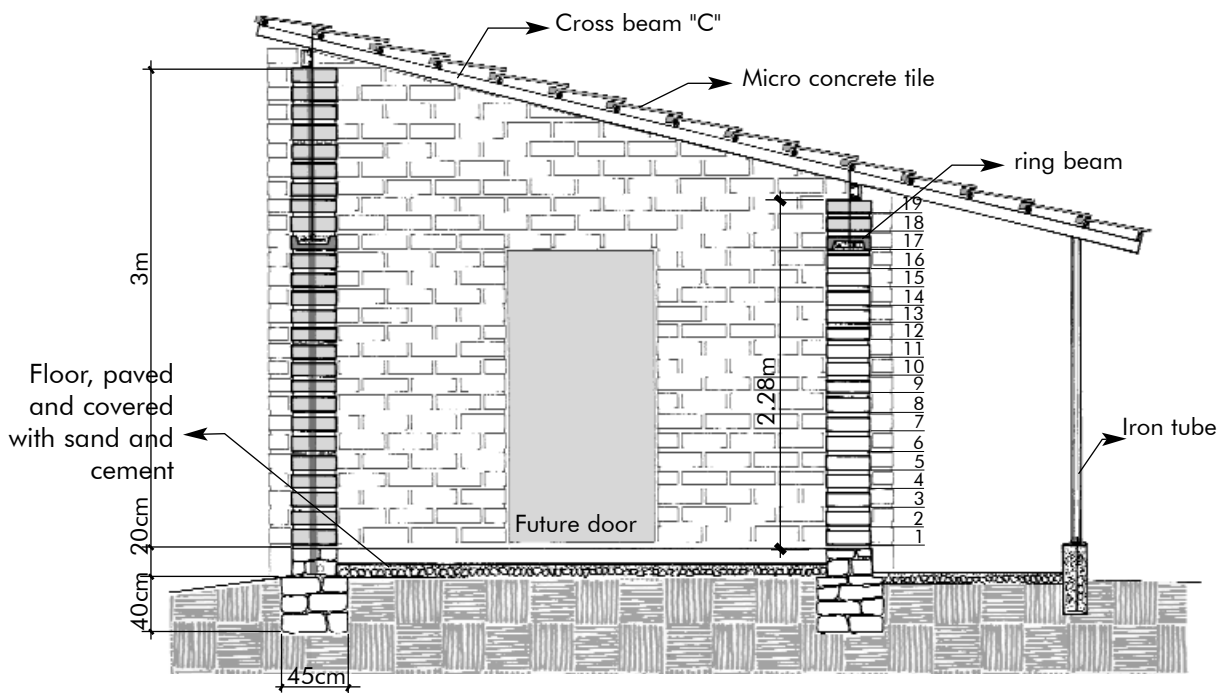 Cross beam "C"
Micro concrete tile
ring beam
3m
19
18
17
16
15
14
13
12
11
10
9
8
7
6
5
4
3
2
1
2.28m
Floor, paved
and covered
with sand and
cement
Iron tube
Future door
20cm
40cm
45cm